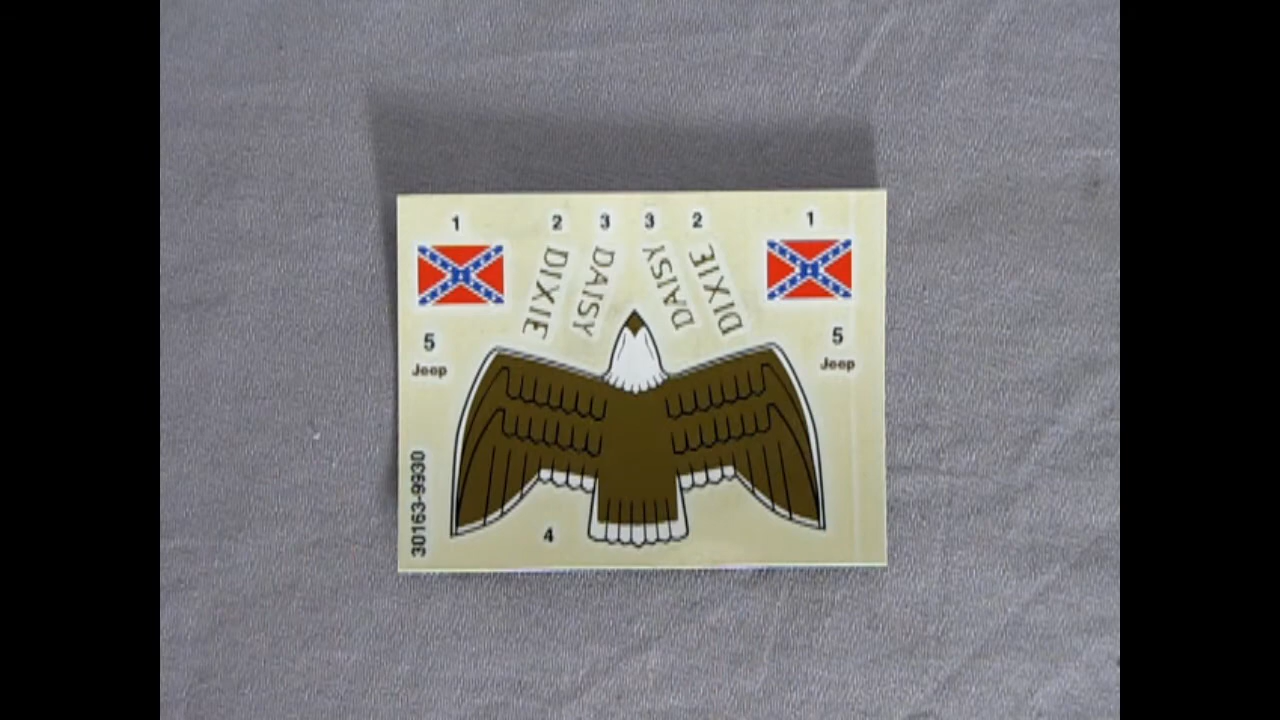 1 2 3 3 2 1
DIXIE DAISY DAISY DIXIE
5 5
Jeep Jeep
30163-9930
4